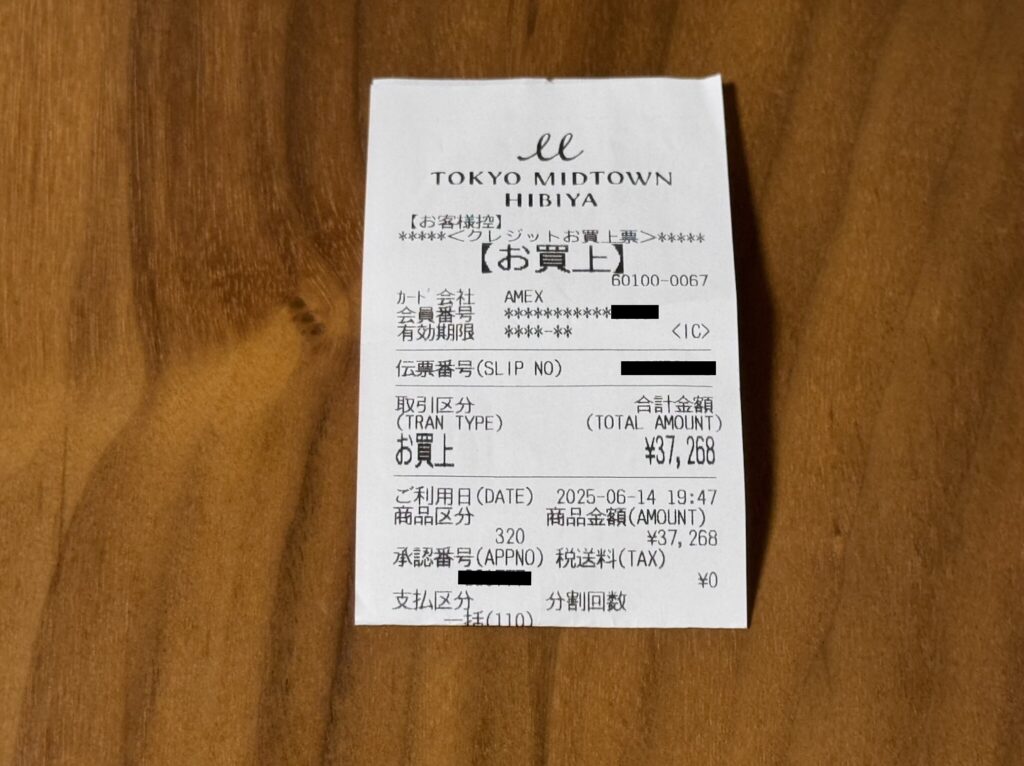 TOKYO MIDTOWN
HIBIYA
【お客様控】
*****<クレジットお買上票>*****
【お買上】
60100-0067
カード会社 AMEX
会員番号 ***********
有効期限 ****-** <IC>
伝票番号(SLIP NO)
取引区分 合計金額
(TRAN TYPE) (TOTAL AMOUNT)
お買上 ¥37,268
ご利用日(DATE) 2025-06-14 19:47
商品区分 商品金額(AMOUNT)
320 ¥37,268
承認番号(APPNO) 税送料(TAX)
¥0
支払区分 分割回数
一括(110)